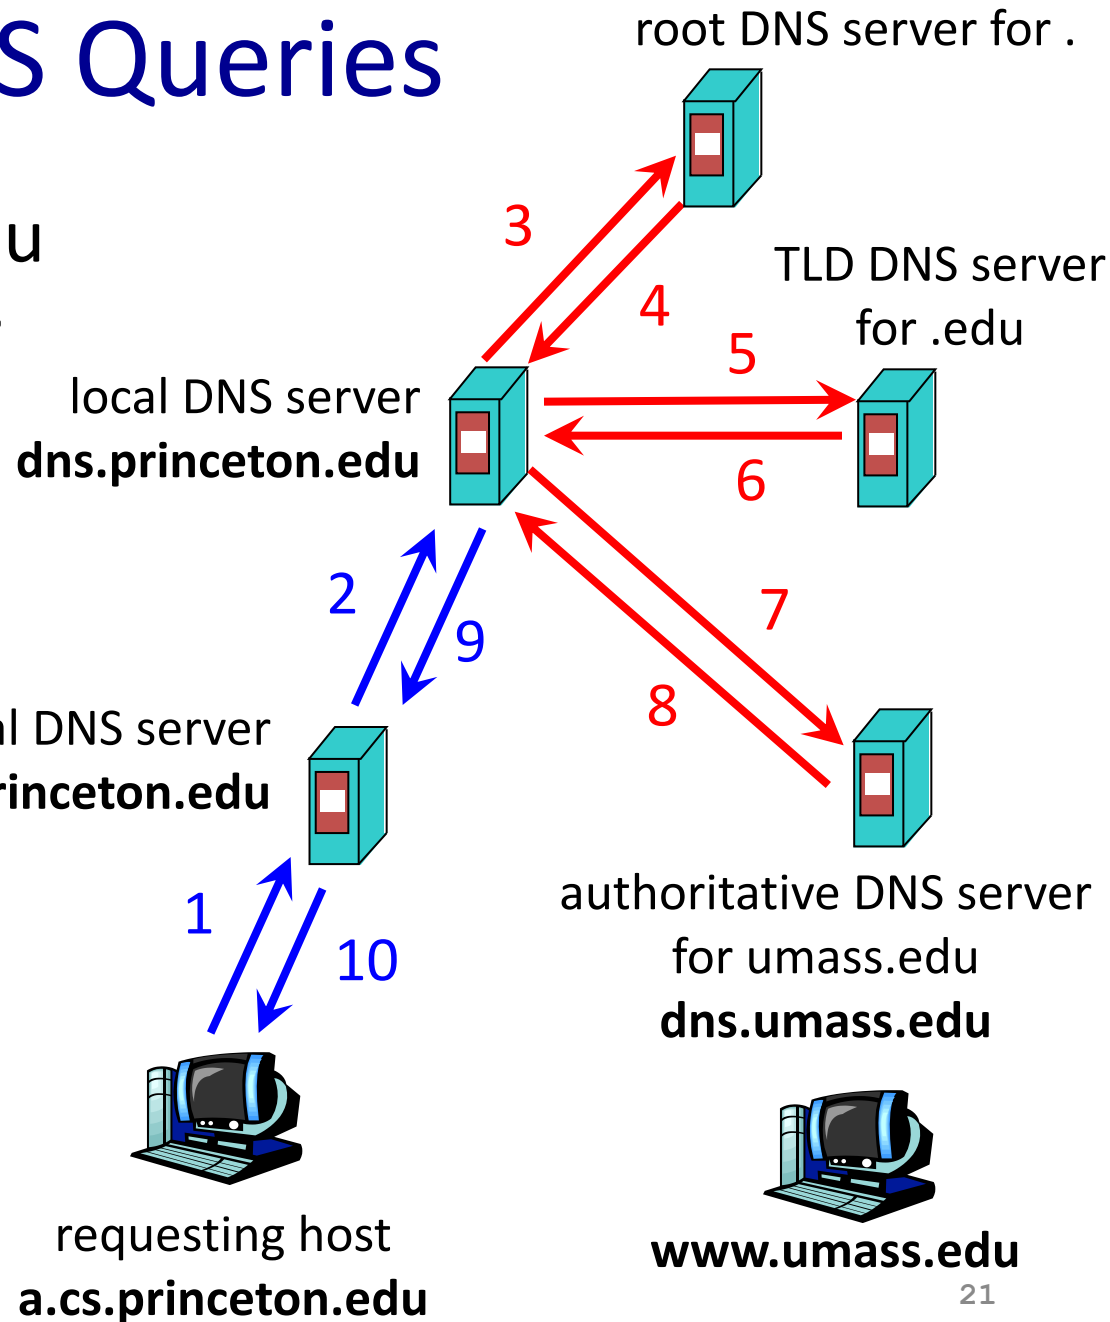 S Queries
root DNS server for .
u
3
4
TLD DNS server
for .edu
5
local DNS server
dns.princeton.edu
6
2
9
7
8
l DNS server
rinceton.edu
1
10
authoritative DNS server
for umass.edu
dns.umass.edu
requesting host
a.cs.princeton.edu
www.umass.edu
21